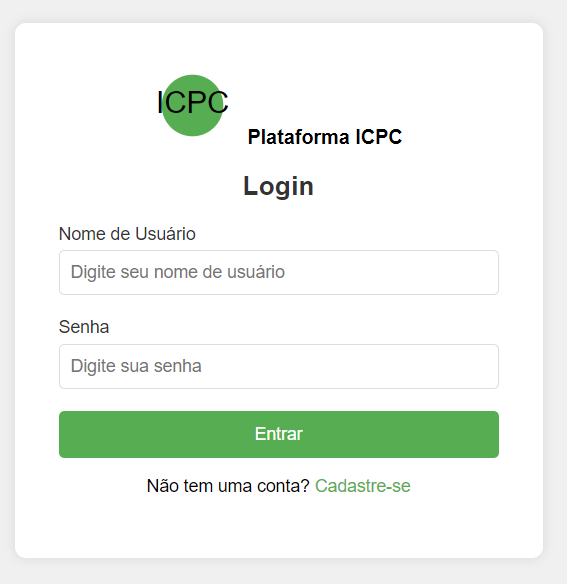 ICPC
Plataforma ICPC
Login
Nome de Usuário
Digite seu nome de usuário
Senha
Digite sua senha
Entrar
Não tem uma conta? Cadastre-se